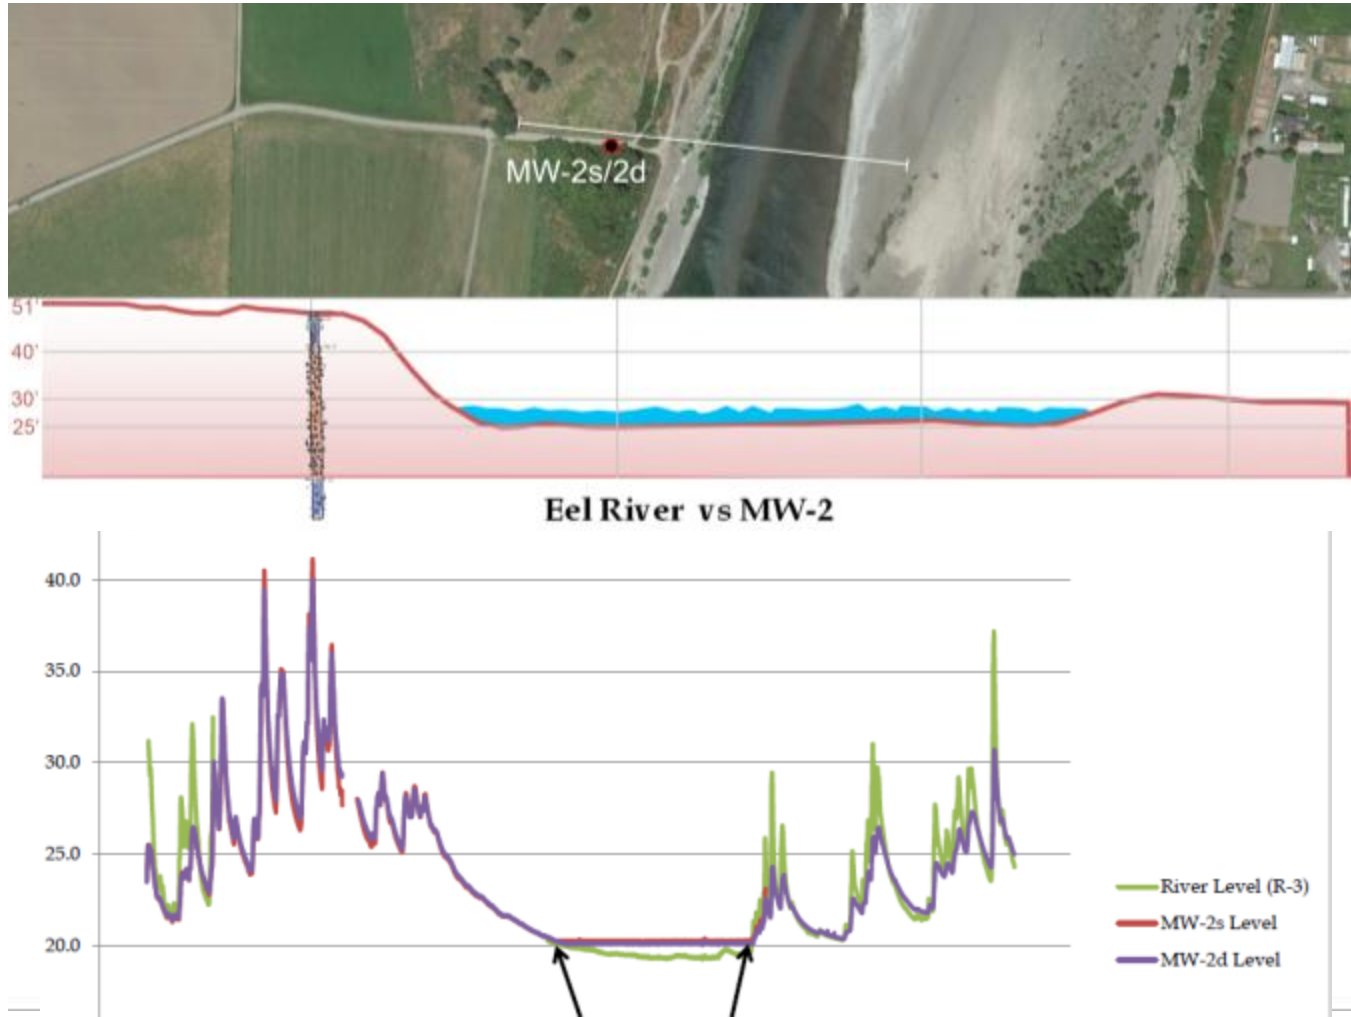 MW-2s/2d
51'
40'
30'
25'
Eel River vs MW-2
40.0
35.0
30.0
25.0
20.0
River Level (R-3)
MW-2s Level
MW-2d Level